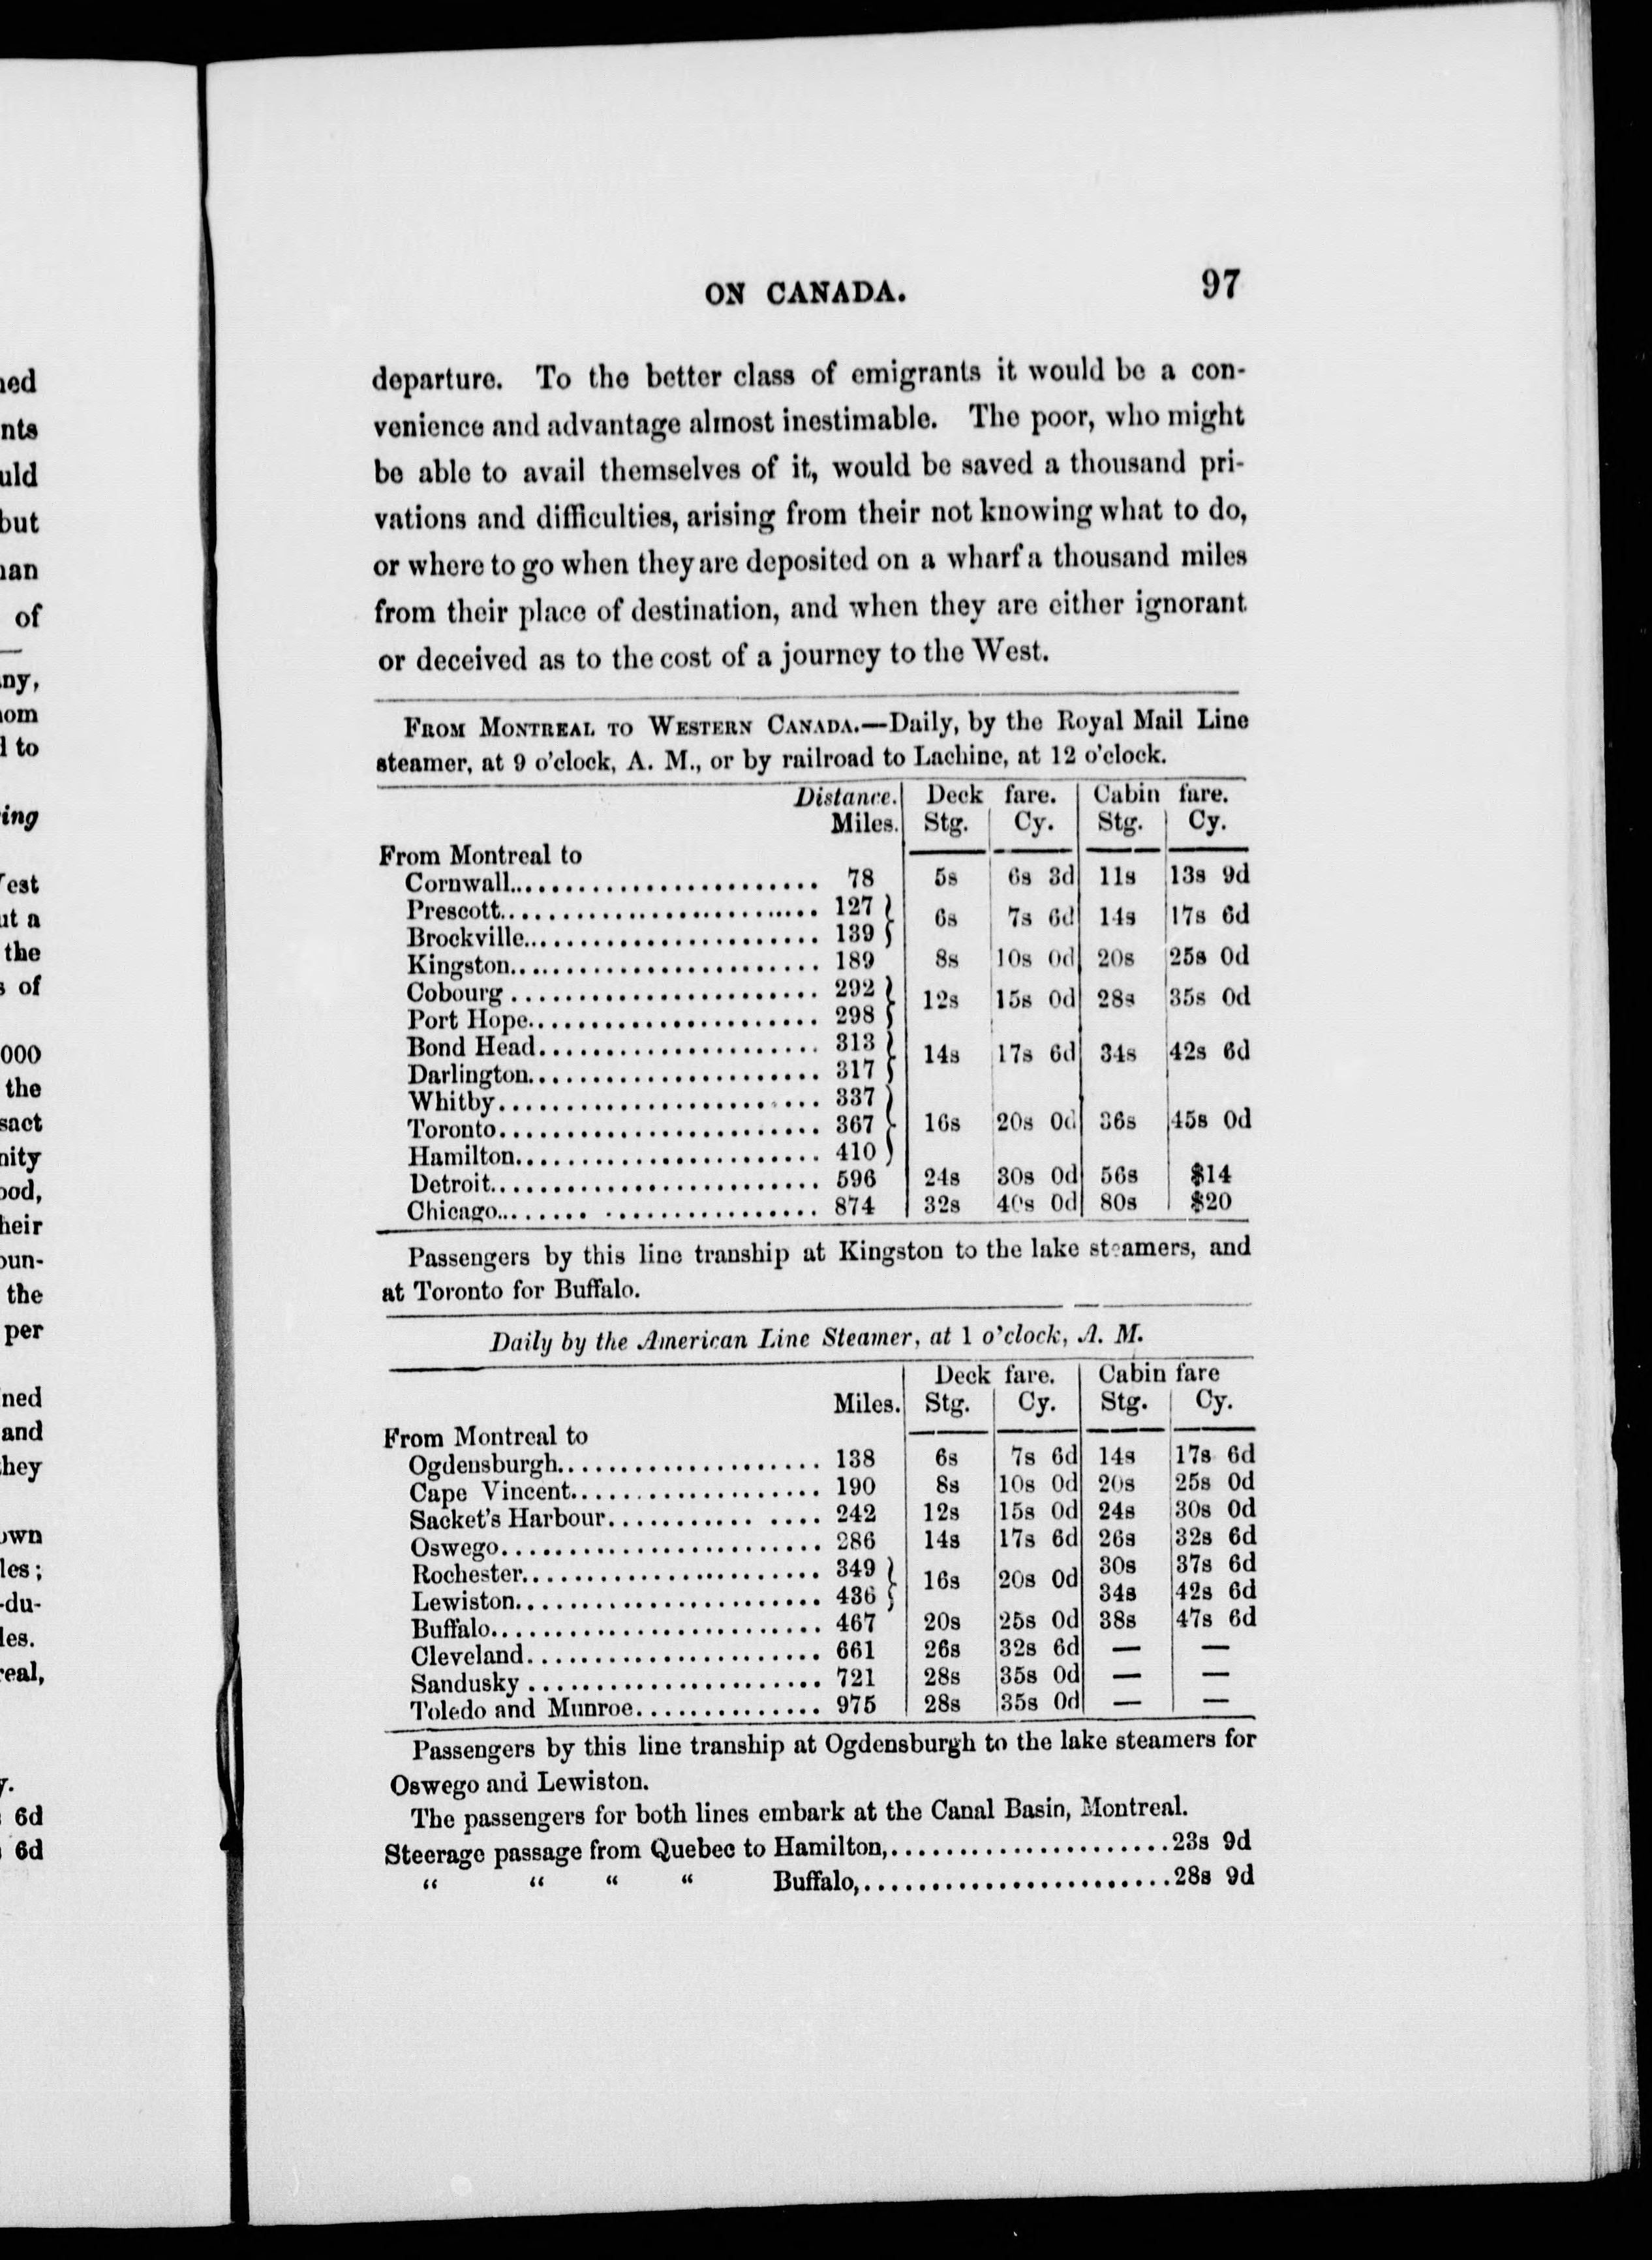 ON CANADA. 97
departure. To the better class of emigrants it would be a con-
venience and advantage almost inestimable. The poor, who might
be able to avail themselves of it, would be saved a thousand pri-
vations and difficulties, arising from their not knowing what to do,
or where to go when they are deposited on a wharf a thousand miles
from their place of destination, and when they are either ignorant
or deceived as to the cost of a journey to the West.
FROM MONTREAL TO WESTERN CANADA.—Daily, by the Royal Mail Line
steamer, at 9 o'clock, A. M., or by railroad to Lachine, at 12 o'clock.
Distance. Deck fare. Cabin fare.
Miles. Stg. Cy. Stg. Cy.
From Montreal to
Cornwall........................ 78 5s 6s 3d 11s 13s 9d
Prescott........................ 127 } 6s 7s 6d 14s 17s 6d
Brockville........................ 139 }
Kingston........................ 189 8s 10s 0d 20s 25s 0d
Cobourg ........................ 292 } 12s 15s 0d 28s 35s 0d
Port Hope........................ 298 }
Bond Head........................ 313 } 14s 17s 6d 34s 42s 6d
Darlington........................ 317 }
Whitby........................ 337 }
Toronto........................ 367 } 16s 20s 0d 36s 45s 0d
Hamilton........................ 410 }
Detroit........................ 596 24s 30s 0d 56s $14
Chicago........................ 874 32s 40s 0d 80s $20
Passengers by this line tranship at Kingston to the lake steamers, and
at Toronto for Buffalo.
Daily by the American Line Steamer, at 1 o'clock, A. M.
Deck fare. Cabin fare
Miles. Stg. Cy. Stg. Cy.
From Montreal to
Ogdensburgh.................... 138 6s 7s 6d 14s 17s 6d
Cape Vincent.................... 190 8s 10s 0d 20s 25s 0d
Sacket's Harbour............ .... 242 12s 15s 0d 24s 30s 0d
Oswego........................ 286 14s 17s 6d 26s 32s 6d
Rochester........................ 349 } 16s 20s 0d 30s 37s 6d
Lewiston........................ 436 } 34s 42s 6d
Buffalo........................ 467 20s 25s 0d 38s 47s 6d
Cleveland...................... 661 26s 32s 6d — —
Sandusky ...................... 721 28s 35s 0d — —
Toledo and Munroe.............. 975 28s 35s 0d — —
Passengers by this line tranship at Ogdensburgh to the lake steamers for
Oswego and Lewiston.
The passengers for both lines embark at the Canal Basin, Montreal.
Steerage passage from Quebec to Hamilton,.....................23s 9d
“ “ “ “ Buffalo,.......................28s 9d